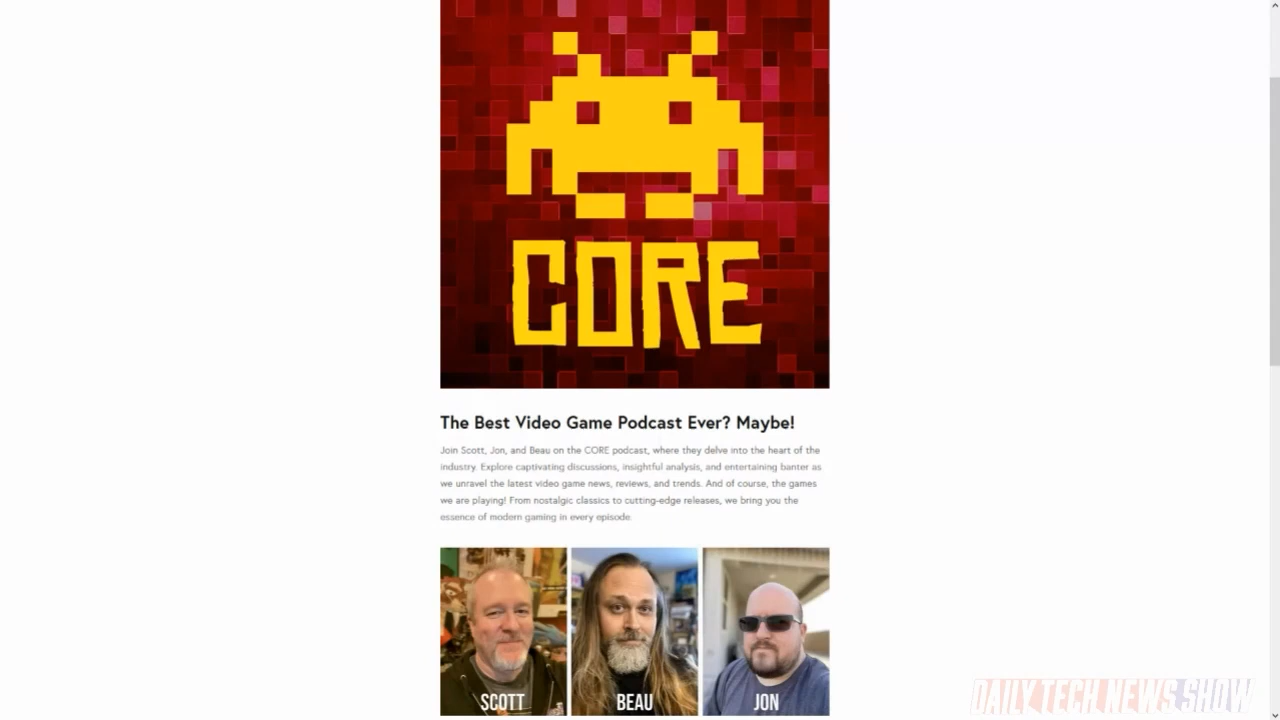 CORE
The Best Video Game Podcast Ever? Maybe!
Join Scott, Jon, and Beau on the CORE podcast, where they delve into the heart of the
industry. Explore captivating discussions, insightful analysis, and entertaining banter as
we unravel the latest video game news, reviews, and trends. And of course, the games
we are playing! From nostalgic classics to cutting-edge releases, we bring you the
essence of modern gaming in every episode.
SCOTT
BEAU
JON
DAILY TECH NEWS SHOW